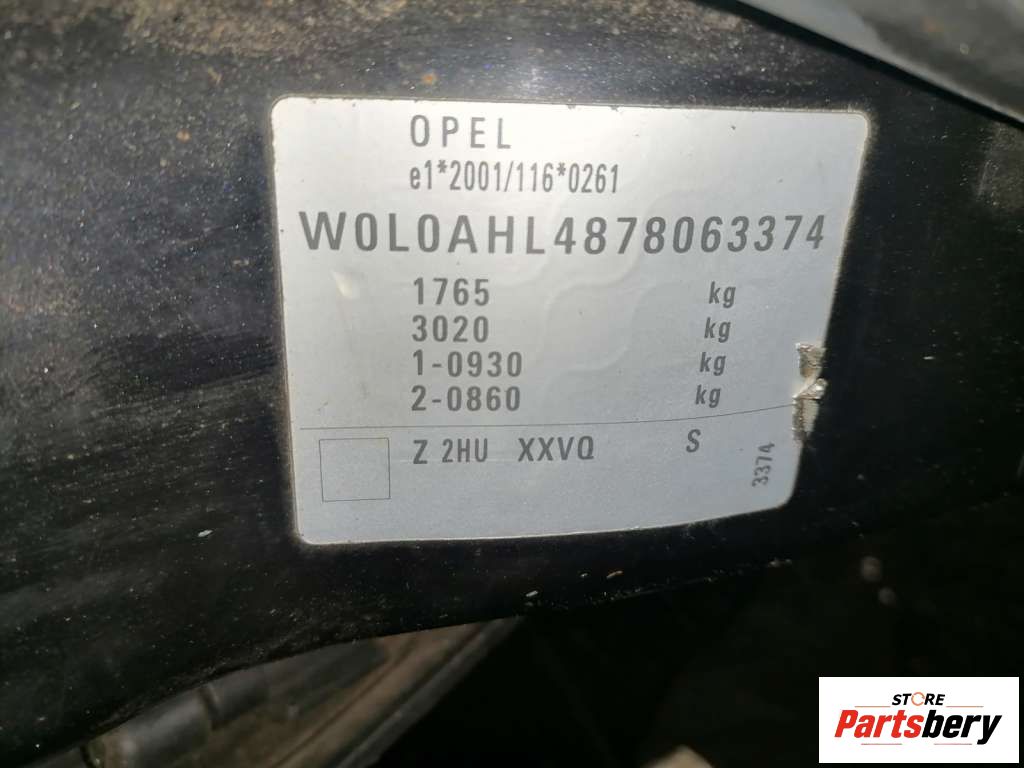 OPEL
e1*2001/116*0261
W0L0AHL4878063374
1765 kg
3020 kg
1-0930 kg
2-0860 kg
Z 2HU XXVQ S
3374
STORE
Partsbery